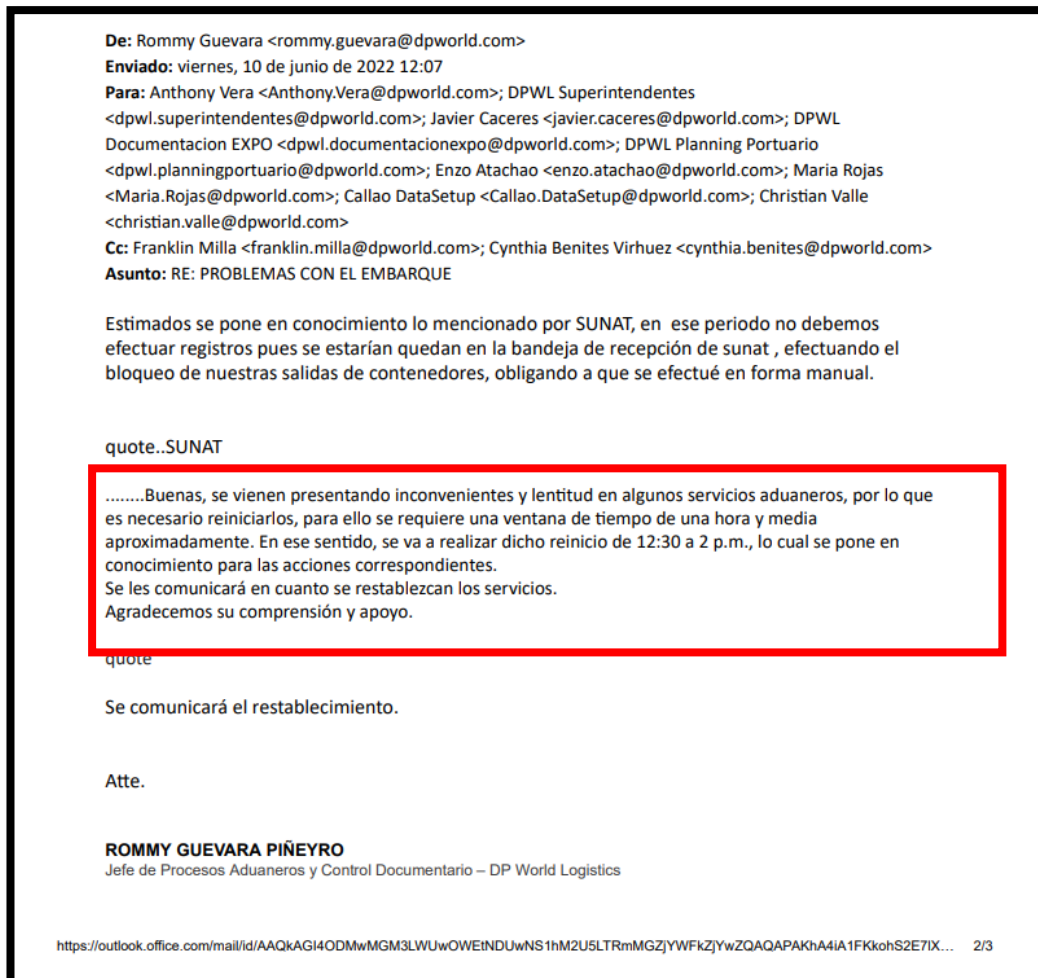 De: Rommy Guevara <rommy.guevara@dpworld.com>
Enviado: viernes, 10 de junio de 2022 12:07
Para: Anthony Vera <Anthony.Vera@dpworld.com>; DPWL Superintendentes
<dpwl.superintendentes@dpworld.com>; Javier Caceres <javier.caceres@dpworld.com>; DPWL
Documentacion EXPO <dpwl.documentacionexpo@dpworld.com>; DPWL Planning Portuario
<dpwl.planningportuario@dpworld.com>; Enzo Atachao <enzo.atachao@dpworld.com>; Maria Rojas
<Maria.Rojas@dpworld.com>; Callao DataSetup <Callao.DataSetup@dpworld.com>; Christian Valle
<christian.valle@dpworld.com>
Cc: Franklin Milla <franklin.milla@dpworld.com>; Cynthia Benites Virhuez <cynthia.benites@dpworld.com>
Asunto: RE: PROBLEMAS CON EL EMBARQUE
Estimados se pone en conocimiento lo mencionado por SUNAT, en ese periodo no debemos
efectuar registros pues se estarían quedan en la bandeja de recepción de sunat , efectuando el
bloqueo de nuestras salidas de contenedores, obligando a que se efectué en forma manual.
quote..SUNAT
........Buenas, se vienen presentando inconvenientes y lentitud en algunos servicios aduaneros, por lo que
es necesario reiniciarlos, para ello se requiere una ventana de tiempo de una hora y media
aproximadamente. En ese sentido, se va a realizar dicho reinicio de 12:30 a 2 p.m., lo cual se pone en
conocimiento para las acciones correspondientes.
Se les comunicará en cuanto se restablezcan los servicios.
Agradecemos su comprensión y apoyo.
quote
Se comunicará el restablecimiento.
Atte.
ROMMY GUEVARA PIÑEYRO
Jefe de Procesos Aduaneros y Control Documentario – DP World Logistics
https://outlook.office.com/mail/id/AAQkAGI4ODMwMGM3LWUwOWEtNDUwNS1hM2U5LTRmMGZjYWFkZjYwZQAQAPAKhA4iA1FKkohS2E7lX… 2/3